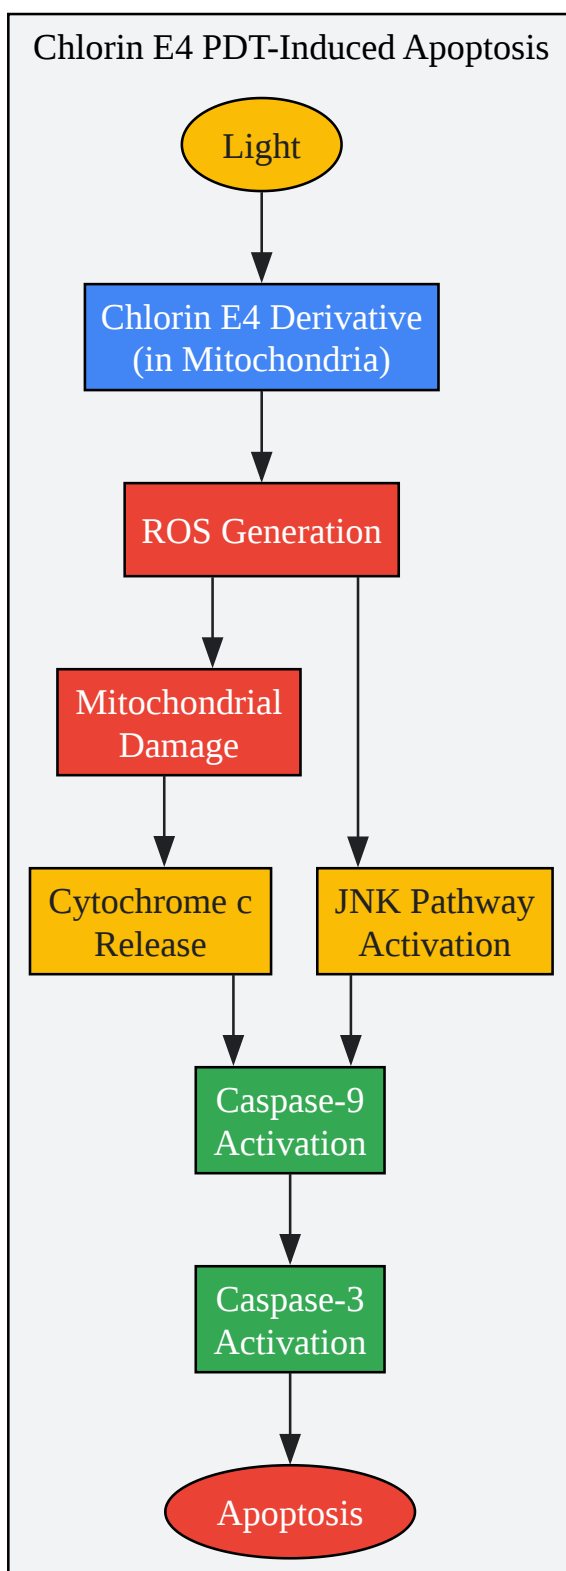 Chlorin E4 PDT-Induced Apoptosis
Light
Chlorin E4 Derivative
(in Mitochondria)
ROS Generation
Mitochondrial
Damage
Cytochrome c
Release
JNK Pathway
Activation
Caspase-9
Activation
Caspase-3
Activation
Apoptosis